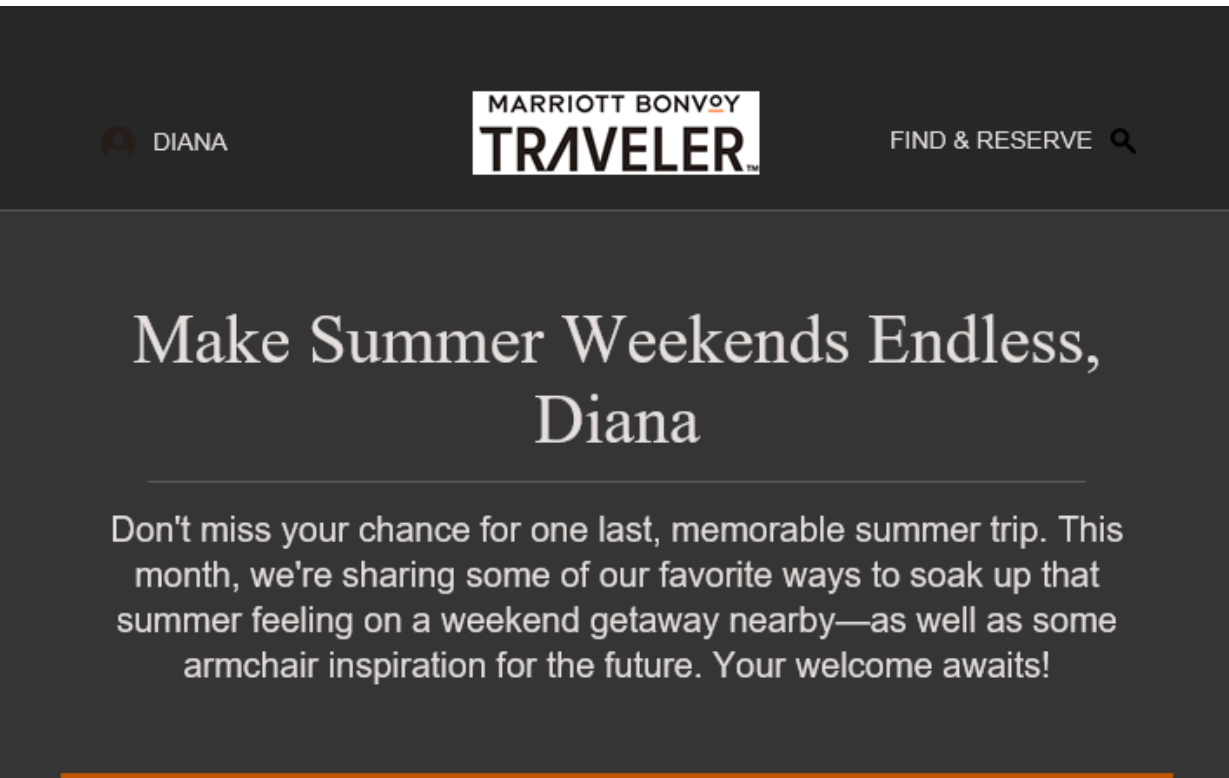 DIANA
MARRIOTT BONVOY
TRAVELER™
FIND & RESERVE
Make Summer Weekends Endless,
Diana
Don't miss your chance for one last, memorable summer trip. This
month, we're sharing some of our favorite ways to soak up that
summer feeling on a weekend getaway nearby—as well as some
armchair inspiration for the future. Your welcome awaits!